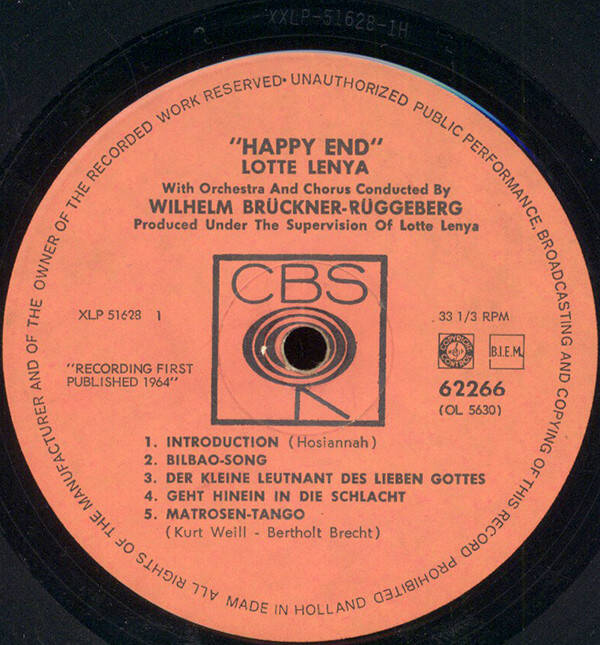 XXLP-51628-1H
ALL RIGHTS OF THE MANUFACTURER AND OF THE OWNER OF THE RECORDED WORK RESERVED • UNAUTHORIZED PUBLIC PERFORMANCE, BROADCASTING AND COPYING OF THIS RECORD PROHIBITED
"HAPPY END"
LOTTE LENYA
With Orchestra And Chorus Conducted By
WILHELM BRÜCKNER-RÜGGEBERG
Produced Under The Supervision Of Lotte Lenya
CBS
XLP 51628 1
33 1/3 RPM
"RECORDING FIRST
PUBLISHED 1964"
B.I.E.M.
62266
(OL 5630)
1. INTRODUCTION (Hosiannah)
2. BILBAO-SONG
3. DER KLEINE LEUTNANT DES LIEBEN GOTTES
4. GEHT HINEIN IN DIE SCHLACHT
5. MATROSEN-TANGO
(Kurt Weill - Bertholt Brecht)
MADE IN HOLLAND